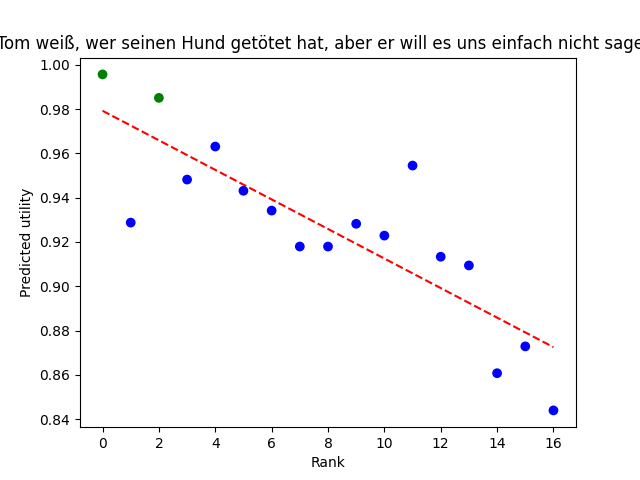 Tom weiß, wer seinen Hund getötet hat, aber er will es uns einfach nicht sage
1.00
0.98
0.96
0.94
0.92
0.90
0.88
0.86
0.84
Predicted utility
0 2 4 6 8 10 12 14 16
Rank